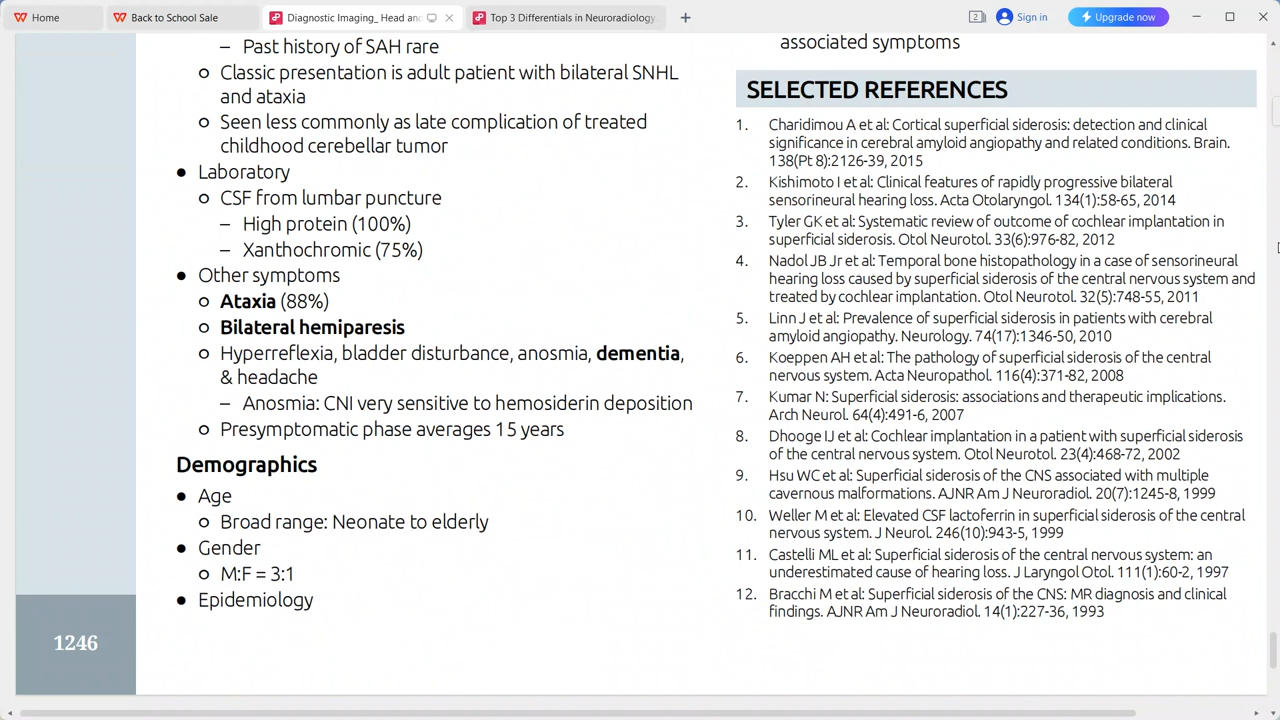 Home
Back to School Sale
Diagnostic Imaging_ Head and
Top 3 Differentials in Neuroradiology
2
Sign in
Upgrade now
– Past history of SAH rare
o Classic presentation is adult patient with bilateral SNHL
and ataxia
o Seen less commonly as late complication of treated
childhood cerebellar tumor
● Laboratory
o CSF from lumbar puncture
– High protein (100%)
– Xanthochromic (75%)
● Other symptoms
o Ataxia (88%)
o Bilateral hemiparesis
o Hyperreflexia, bladder disturbance, anosmia, dementia,
& headache
– Anosmia: CNI very sensitive to hemosiderin deposition
o Presymptomatic phase averages 15 years
Demographics
● Age
o Broad range: Neonate to elderly
● Gender
o M:F = 3:1
● Epidemiology
1246
associated symptoms
SELECTED REFERENCES
1. Charidimou A et al: Cortical superficial siderosis: detection and clinical
significance in cerebral amyloid angiopathy and related conditions. Brain.
138(Pt 8):2126-39, 2015
2. Kishimoto I et al: Clinical features of rapidly progressive bilateral
sensorineural hearing loss. Acta Otolaryngol. 134(1):58-65, 2014
3. Tyler GK et al: Systematic review of outcome of cochlear implantation in
superficial siderosis. Otol Neurotol. 33(6):976-82, 2012
4. Nadol JB Jr et al: Temporal bone histopathology in a case of sensorineural
hearing loss caused by superficial siderosis of the central nervous system and
treated by cochlear implantation. Otol Neurotol. 32(5):748-55, 2011
5. Linn J et al: Prevalence of superficial siderosis in patients with cerebral
amyloid angiopathy. Neurology. 74(17):1346-50, 2010
6. Koeppen AH et al: The pathology of superficial siderosis of the central
nervous system. Acta Neuropathol. 116(4):371-82, 2008
7. Kumar N: Superficial siderosis: associations and therapeutic implications.
Arch Neurol. 64(4):491-6, 2007
8. Dhooge IJ et al: Cochlear implantation in a patient with superficial siderosis
of the central nervous system. Otol Neurotol. 23(4):468-72, 2002
9. Hsu WC et al: Superficial siderosis of the CNS associated with multiple
cavernous malformations. AJNR Am J Neuroradiol. 20(7):1245-8, 1999
10. Weller M et al: Elevated CSF lactoferrin in superficial siderosis of the central
nervous system. J Neurol. 246(10):943-5, 1999
11. Castelli ML et al: Superficial siderosis of the central nervous system: an
underestimated cause of hearing loss. J Laryngol Otol. 111(1):60-2, 1997
12. Bracchi M et al: Superficial siderosis of the CNS: MR diagnosis and clinical
findings. AJNR Am J Neuroradiol. 14(1):227-36, 1993